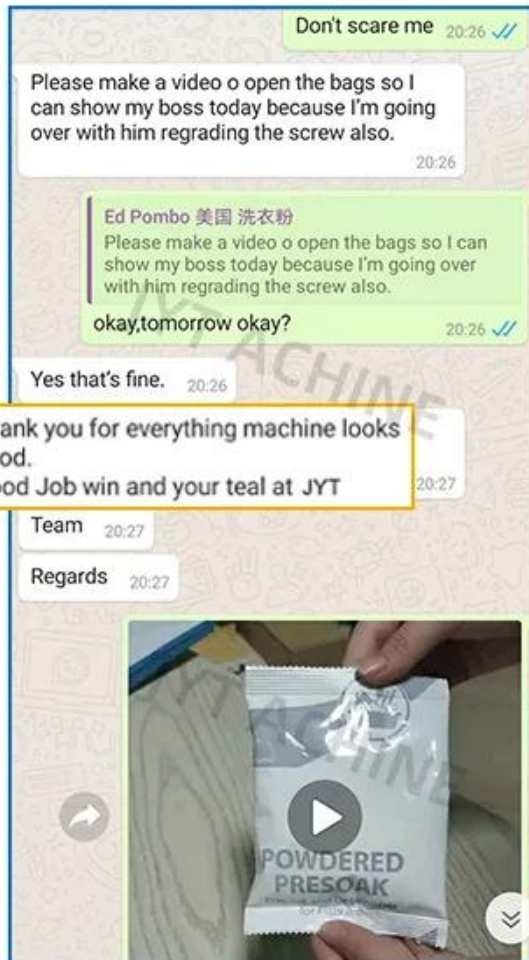 Don't scare me 20:26
Please make a video o open the bags so I
can show my boss today because I'm going
over with him regrading the screw also.
20:26
Ed Pombo 美国 洗衣粉
Please make a video o open the bags so I can
show my boss today because I'm going over
with him regrading the screw also.
okay,tomorrow okay? 20:26
JYT ACHINE
Yes that's fine. 20:26
ank you for everything machine looks
od.
od Job win and your teal at JYT
20:27
Team 20:27
Regards 20:27
JYT ACHINE
POWDERED
PRESOAK